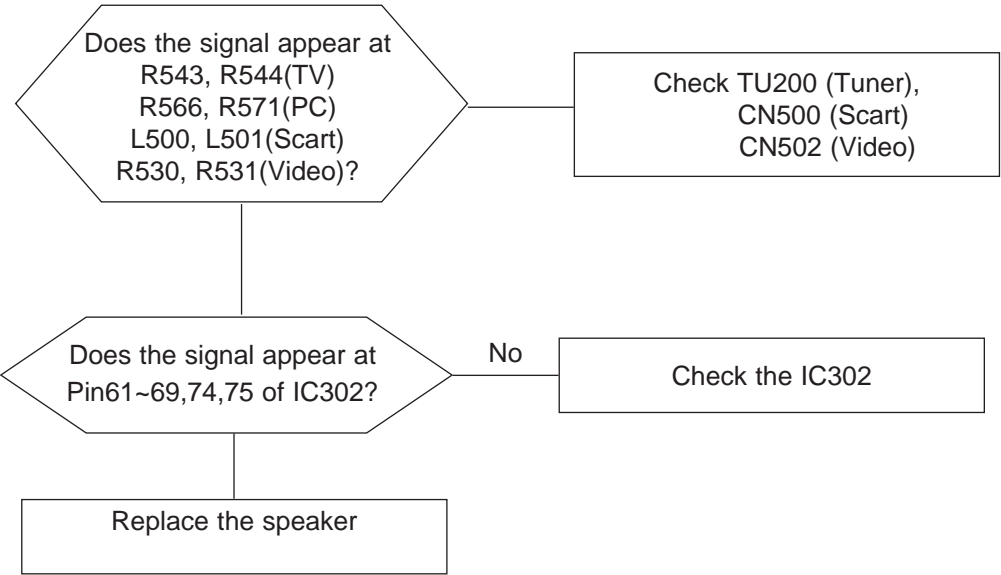 Does the signal appear at
R543, R544(TV)
R566, R571(PC)
L500, L501(Scart)
R530, R531(Video)?
Check TU200 (Tuner),
CN500 (Scart)
CN502 (Video)
Does the signal appear at
Pin61~69,74,75 of IC302?
No
Check the IC302
Replace the speaker